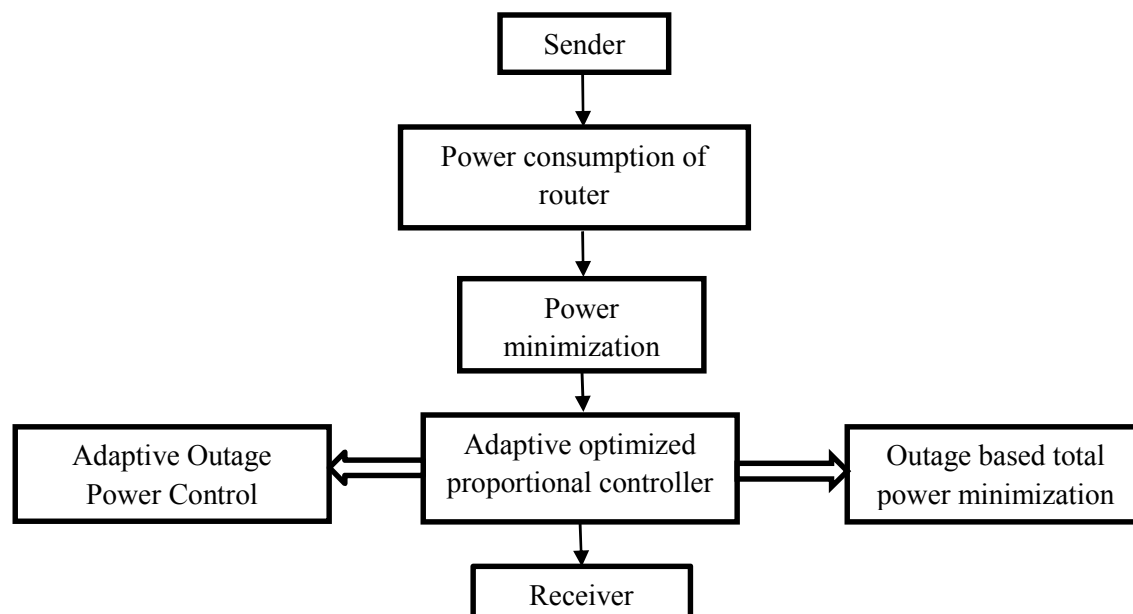 Sender
Power consumption of
router
Power
minimization
Adaptive Outage
Power Control
Adaptive optimized
proportional controller
Outage based total
power minimization
Receiver